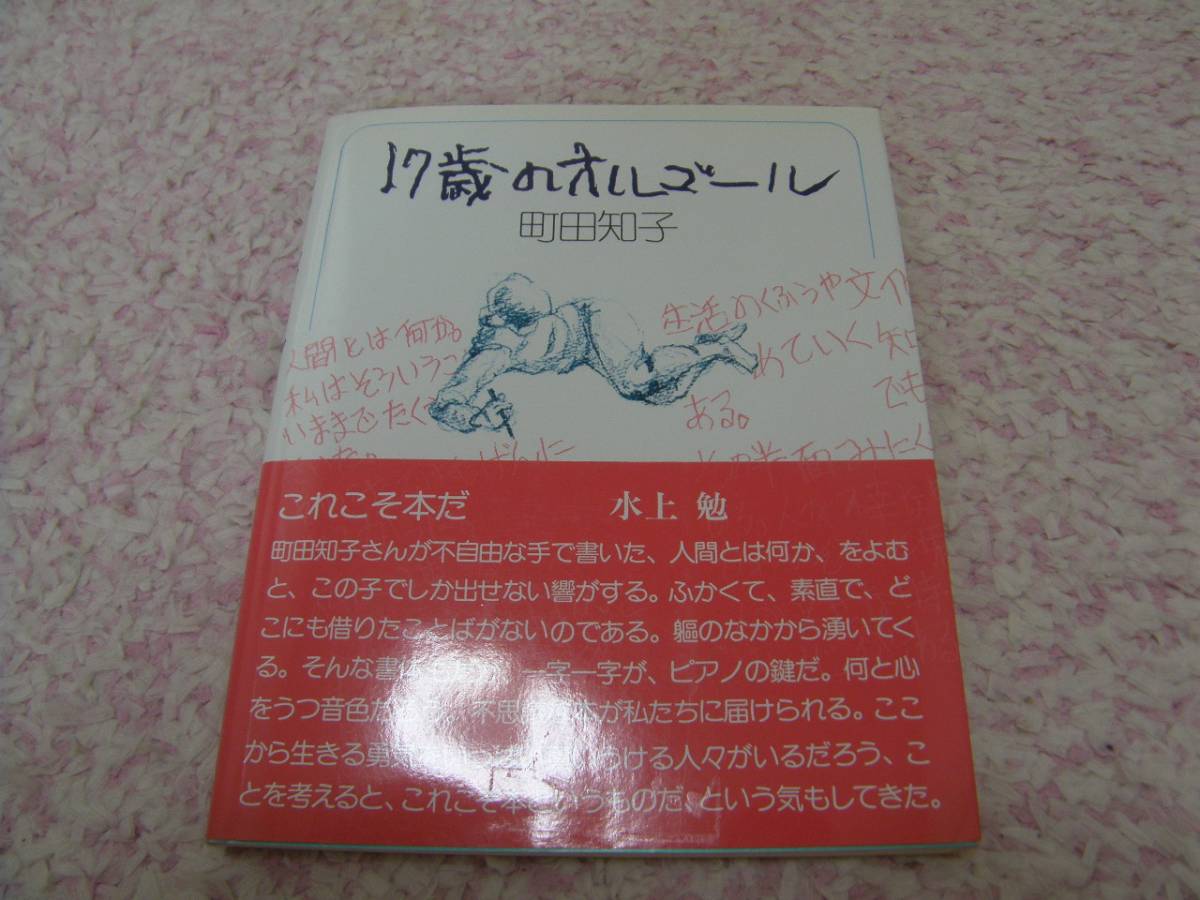 17歳のオルゴール
町田知子
人間とは何か。
私はそういうこ
いままでたく
生活のくふうや文
めていく知
でも
ある。
これこそ本だ 水上 勉
町田知子さんが不自由な手で書いた、人間とは何か、をよむ
と、この子でしか出せない響がする。ふかくて、素直で、ど
こにも借りたことばがないのである。軀のなかから湧いてく
る。そんな書 一字一字が、ピアノの鍵だ。何と心
をうつ音色だ 不思 が私たちに届けられる。ここ
から生きる勇 うける人々がいるだろう、こ
とを考えると、これこそ本というものだ、という気もしてきた。